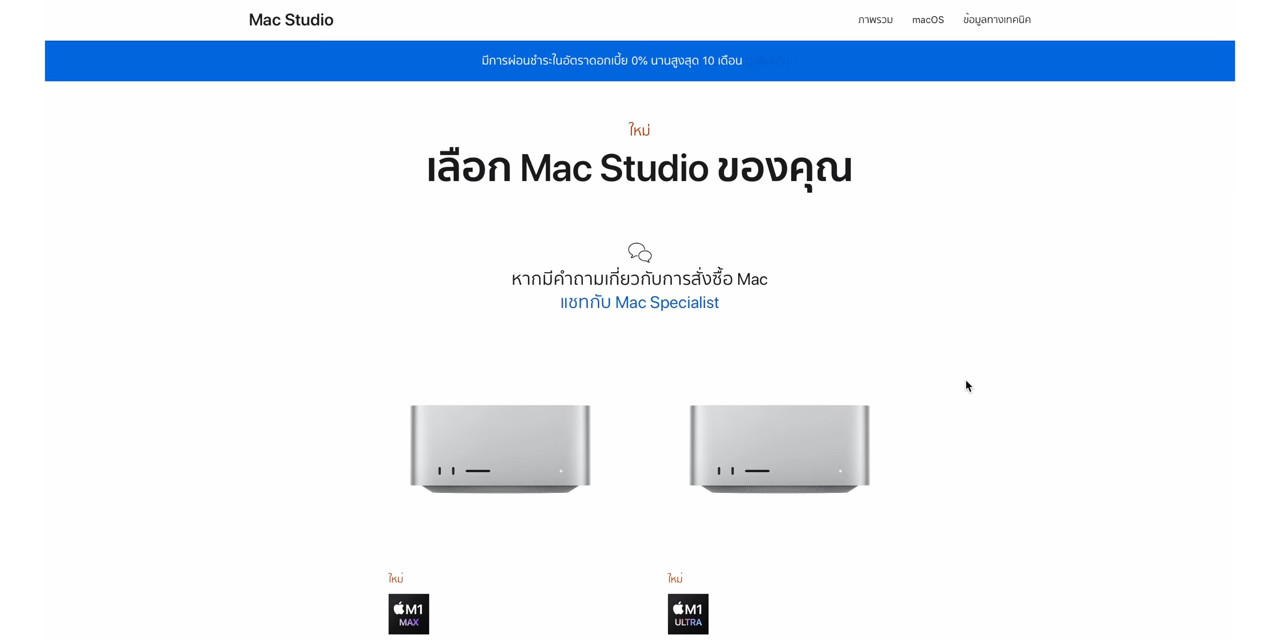 Mac Studio
ภาพรวม macOS ข้อมูลทางเทคนิค
มีการผ่อนชำระในอัตราดอกเบี้ย 0% นานสูงสุด 10 เดือน
ใหม่
เลือก Mac Studio ของคุณ
หากมีคำถามเกี่ยวกับการสั่งซื้อ Mac
แชทกับ Mac Specialist
ใหม่ ใหม่
M1 M1
MAX ULTRA